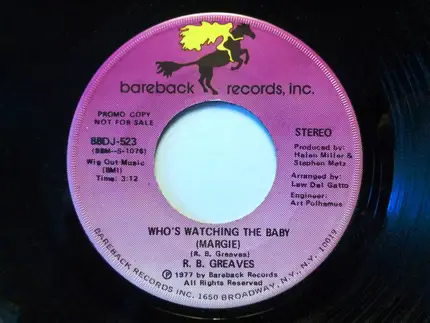 bareback records, inc.
PROMO COPY
NOT FOR SALE
BBDJ-523
(BBM--S-1076)
Wig Out Music
(BMI)
Time: 3:12
STEREO
Produced by:
Helen Miller &
Stephen Metz
Arranged by:
Lew Del Gatto
Engineer:
Art Polhemus
WHO'S WATCHING THE BABY
(MARGIE)
(R. B. Greaves)
R. B. GREAVES
℗1977 by Bareback Records
All Rights Reserved
BAREBACK RECORDS INC. 1650 BROADWAY, N.Y., N.Y. 10019